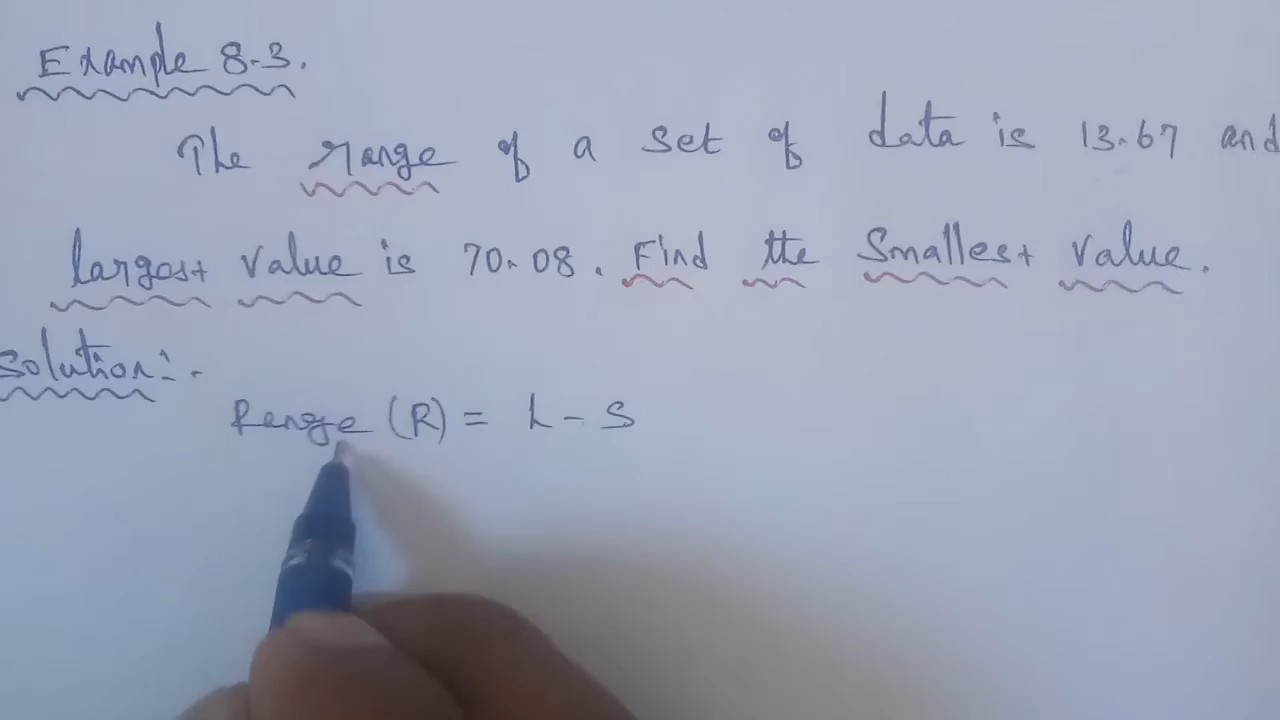 Example 8.3.
The range of a set of data is 13.67 and
largest value is 70.08. Find the Smallest value.
Solution:-
Range (R) = L - S